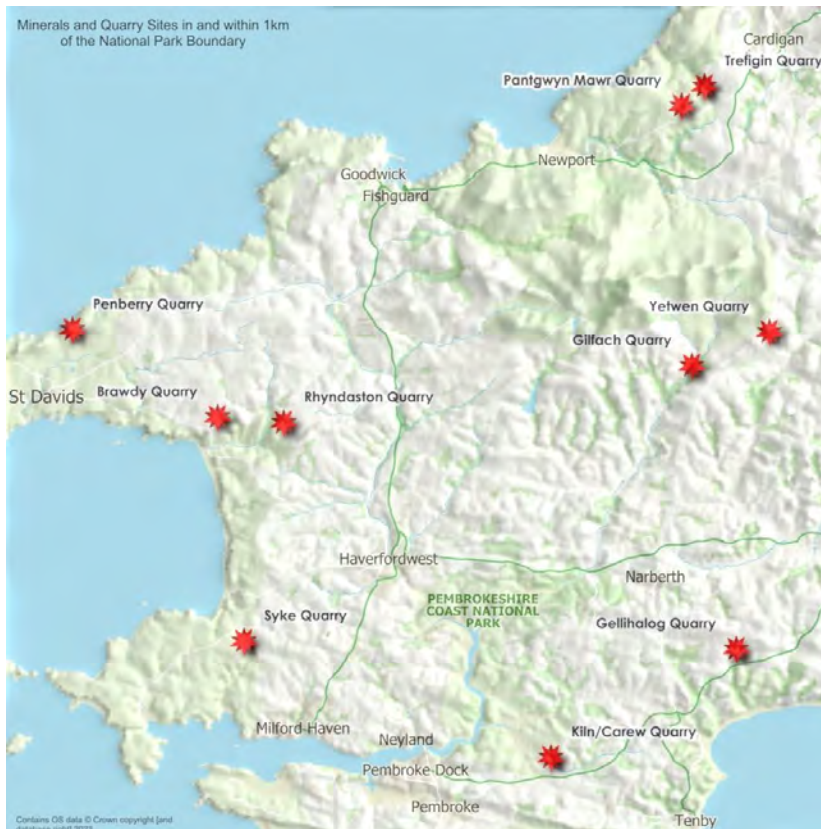 Minerals and Quarry Sites in and within 1km
of the National Park Boundary
Cardigan
Trefigin Quarry
Pantgwyn Mawr Quarry
Newport
Goodwick
Fishguard
Penberry Quarry
Yetwen Quarry
Gilfach Quarry
St Davids
Brawdy Quarry
Rhyndaston Quarry
Haverfordwest
Narberth
PEMBROKESHIRE
COAST NATIONAL
PARK
Syke Quarry
Gellihalog Quarry
Milford-Haven
Neyland
Kiln/Carew Quarry
Pembroke-Dock
Pembroke
Tenby
Contains OS data © Crown copyright [and
database right]